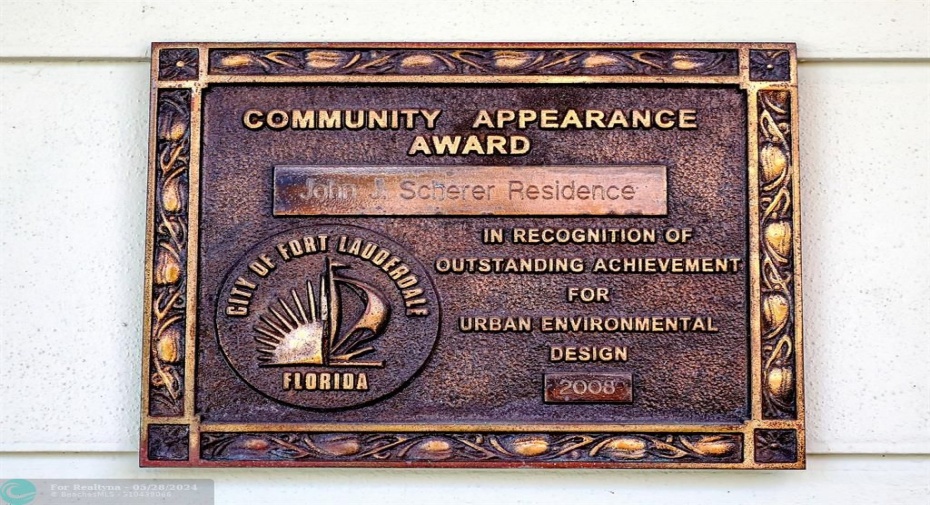 COMMUNITY APPEARANCE
AWARD
John J. Scherer Residence
IN RECOGNITION OF
OUTSTANDING ACHIEVEMENT
FOR
URBAN ENVIRONMENTAL
DESIGN
2008
CITY OF FORT LAUDERDALE
FLORIDA
For Realtyna - 05/28/2024
© BeachesMLS -